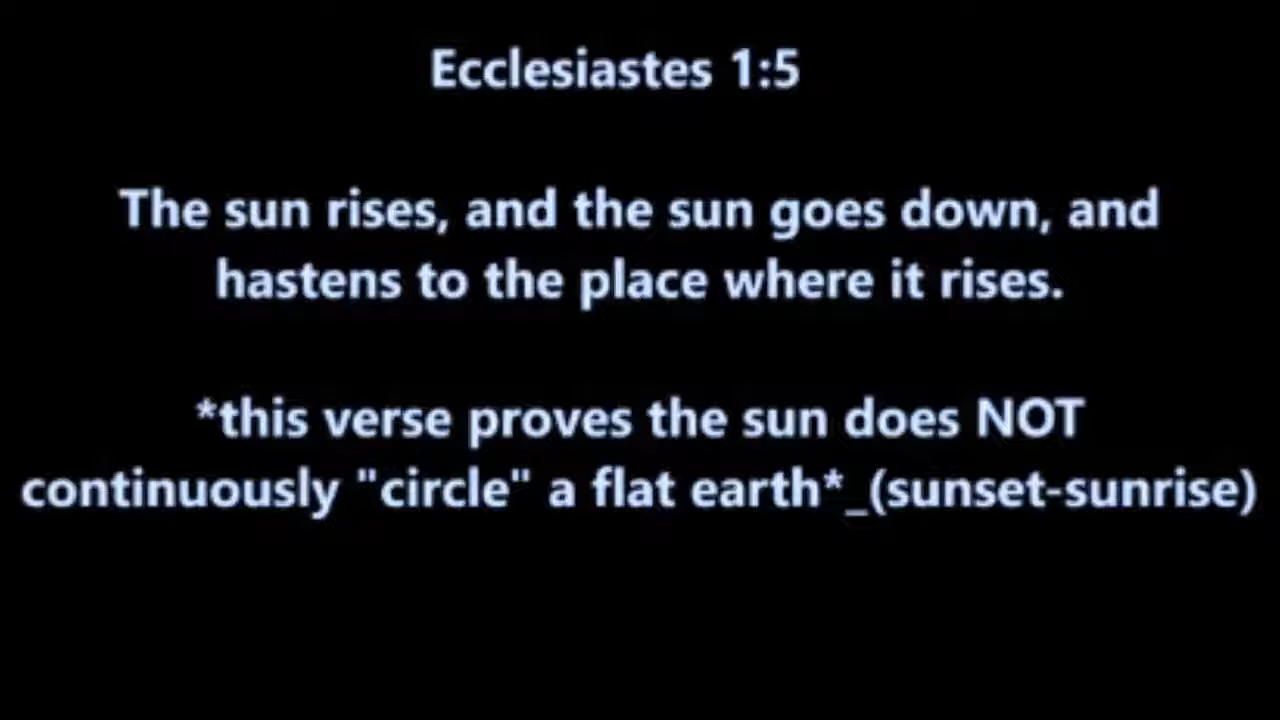 Ecclesiastes 1:5
The sun rises, and the sun goes down, and
hastens to the place where it rises.
*this verse proves the sun does NOT
continuously "circle" a flat earth*_(sunset-sunrise)